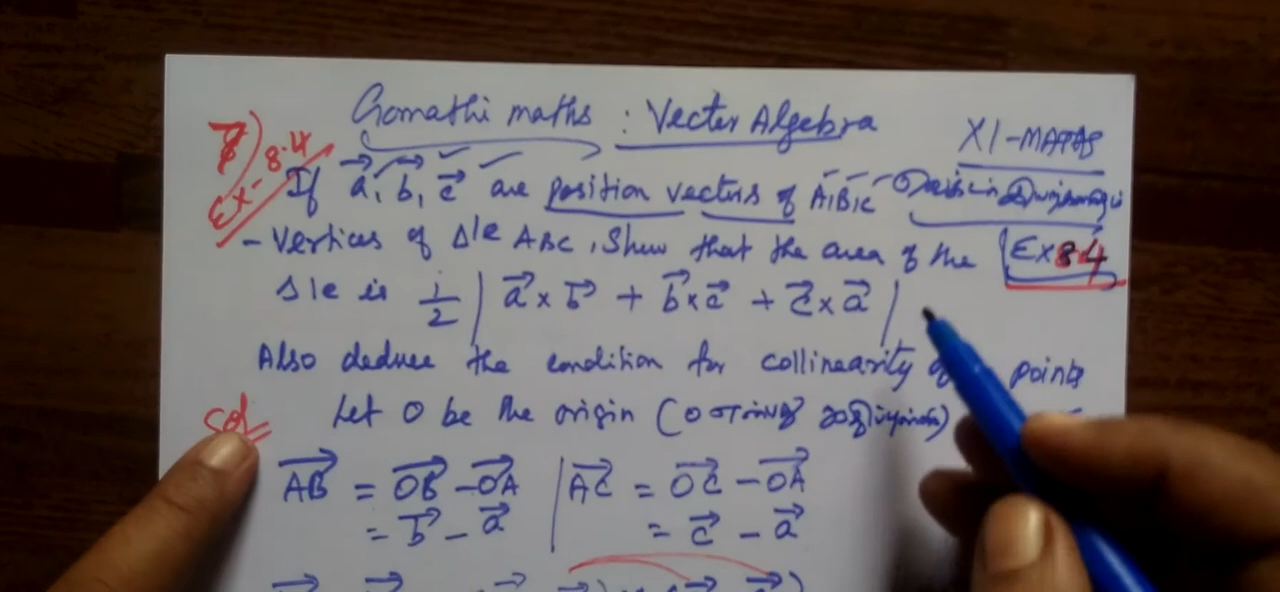 Gomathi maths : Vector Algebra
XI-MATHS
7) Ex- 8.4
If a⃗, b⃗, c⃗ are position vectors of A,B,C
- vertices of Δle ABC, Show that the area of the
Ex 8.4
Δle is 1/2 | a⃗ × b⃗ + b⃗ × c⃗ + c⃗ × a⃗ |
Also deduce the condition for collinearity of points
Sol
Let O be the origin (O
AB⃗ = OB⃗ - OA⃗ | AC⃗ = OC⃗ - OA⃗
= b⃗ - a⃗ | = c⃗ - a⃗